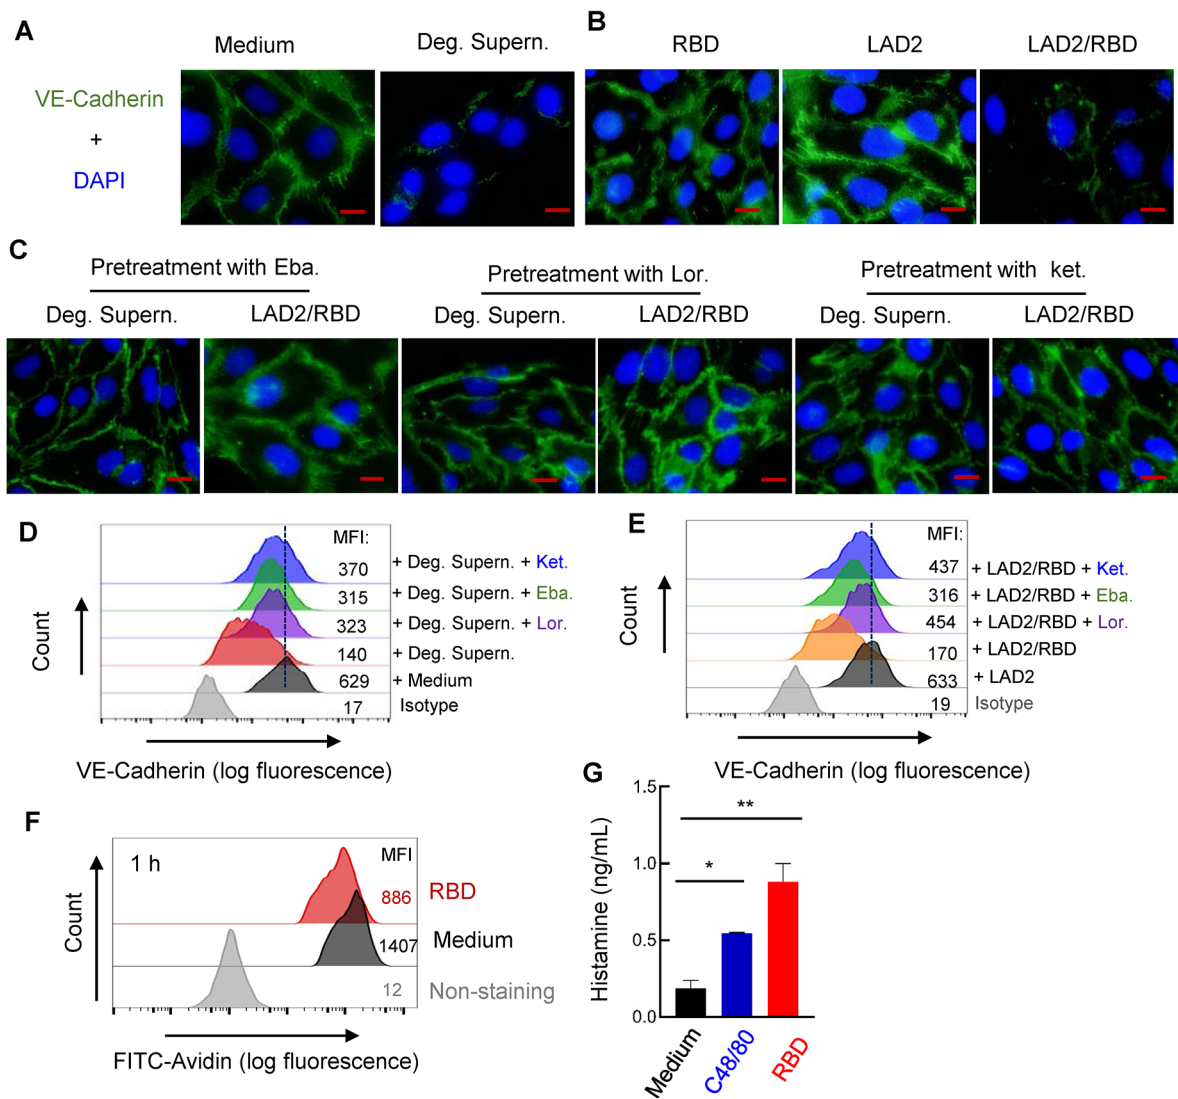 A
B
Medium
Deg. Supern.
RBD
LAD2
LAD2/RBD
VE-Cadherin
+
DAPI
C
Pretreatment with Eba.
Pretreatment with Lor.
Pretreatment with ket.
Deg. Supern.
LAD2/RBD
Deg. Supern.
LAD2/RBD
Deg. Supern.
LAD2/RBD
D
MFI:
370
+ Deg. Supern. + Ket.
315
+ Deg. Supern. + Eba.
323
+ Deg. Supern. + Lor.
140
+ Deg. Supern.
629
+ Medium
17
Isotype
Count
VE-Cadherin (log fluorescence)
E
MFI:
437
+ LAD2/RBD + Ket.
316
+ LAD2/RBD + Eba.
454
+ LAD2/RBD + Lor.
170
+ LAD2/RBD
633
+ LAD2
19
Isotype
Count
VE-Cadherin (log fluorescence)
F
1 h
MFI
886
RBD
1407
Medium
12
Non-staining
Count
FITC-Avidin (log fluorescence)
G
Histamine (ng/mL)
1.5
1.0
0.5
0.0
**
*
Medium
C48/80
RBD